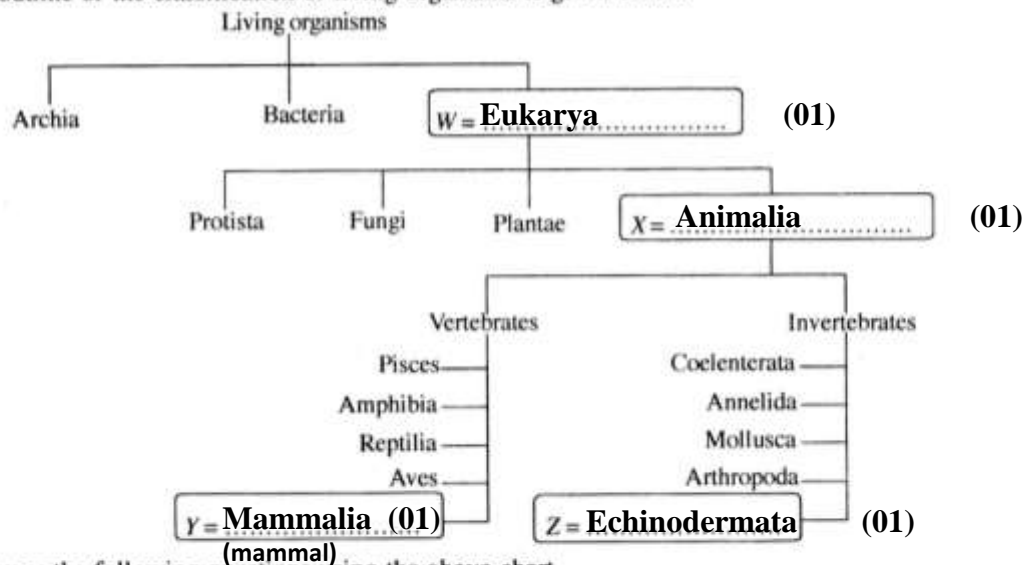 Living organisms
Archia
Bacteria
W = Eukarya (01)
Protista
Fungi
Plantae
X = Animalia (01)
Vertebrates
Invertebrates
Pisces
Coelenterata
Amphibia
Annelida
Reptilia
Mollusca
Aves
Arthropoda
Y = Mammalia (01)
Z = Echinodermata (01)
(mammal)